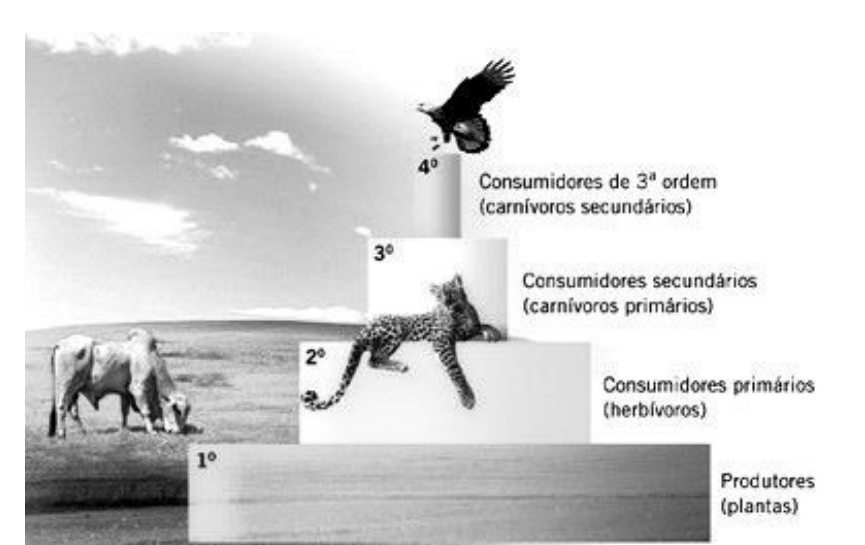 4º
Consumidores de 3ª ordem
(carnívoros secundários)
3º
Consumidores secundários
(carnívoros primários)
2º
Consumidores primários
(herbívoros)
1º
Produtores
(plantas)